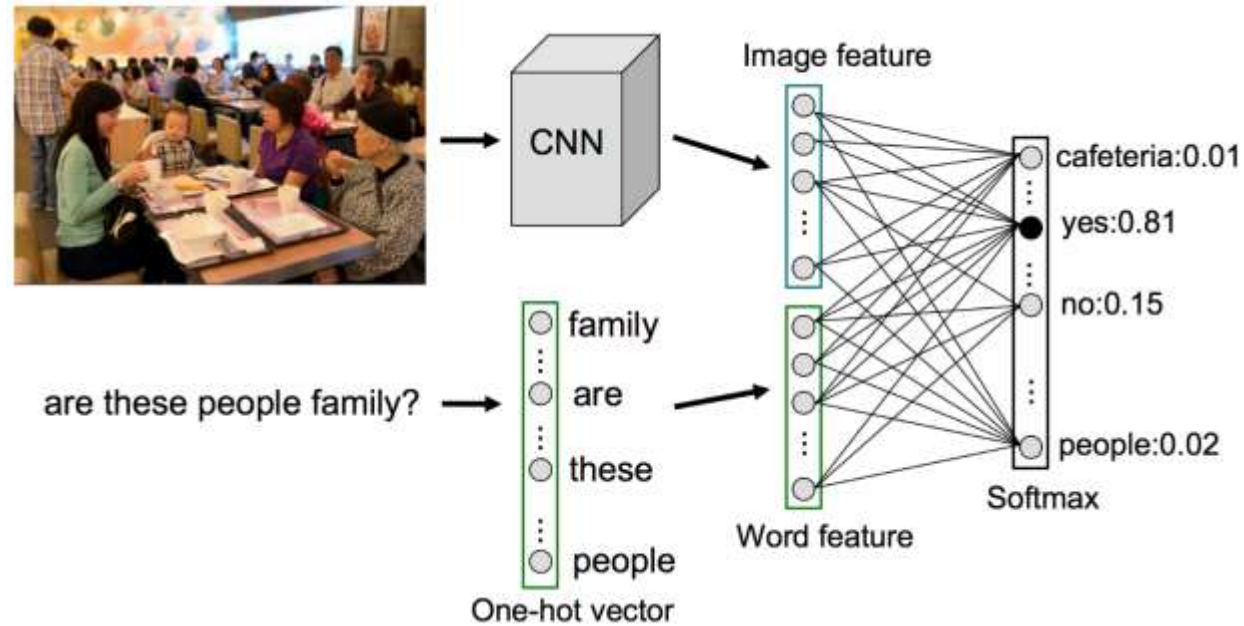 Image feature
CNN
cafeteria:0.01
yes:0.81
no:0.15
people:0.02
Softmax
are these people family?
family
are
these
people
One-hot vector
Word feature